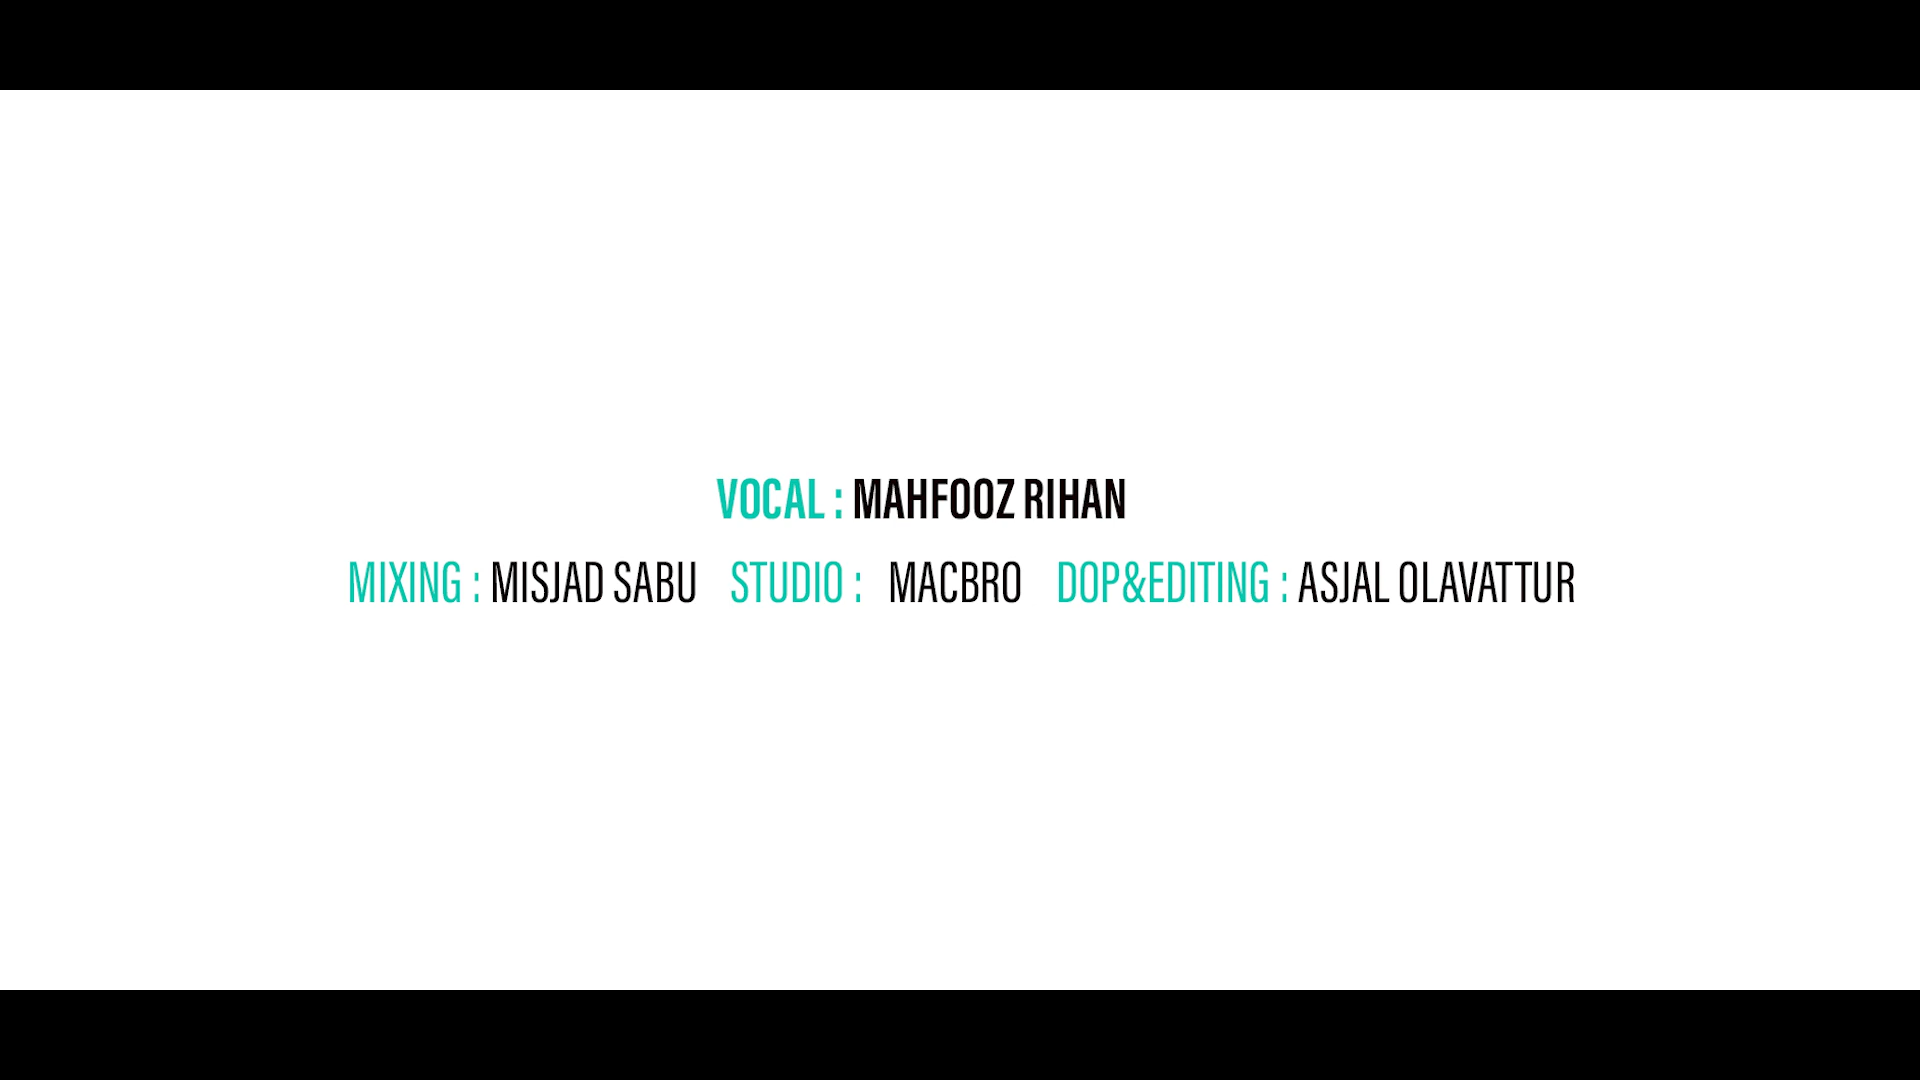 VOCAL : MAHFOOZ RIHAN
MIXING : MISJAD SABU STUDIO : MACBRO DOP&EDITING : ASJAL OLAVATTUR